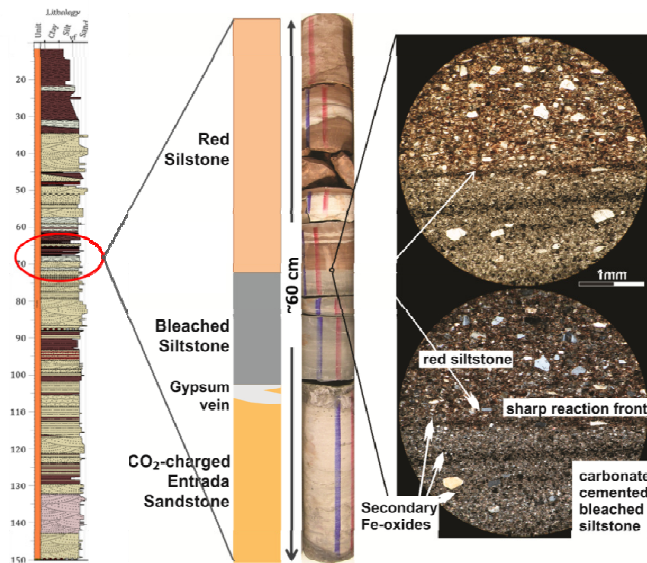 Lithology
Unit
Clay
Silt
S.
Sand
20
30
40
50
60
70
80
90
100
110
120
130
140
150
Red
Silstone
Bleached
Siltstone
Gypsum
vein
CO₂-charged
Entrada
Sandstone
~60 cm
1mm
red siltstone
sharp reaction front
Secondary
Fe-oxides
carbonate
cemented
bleached
siltstone